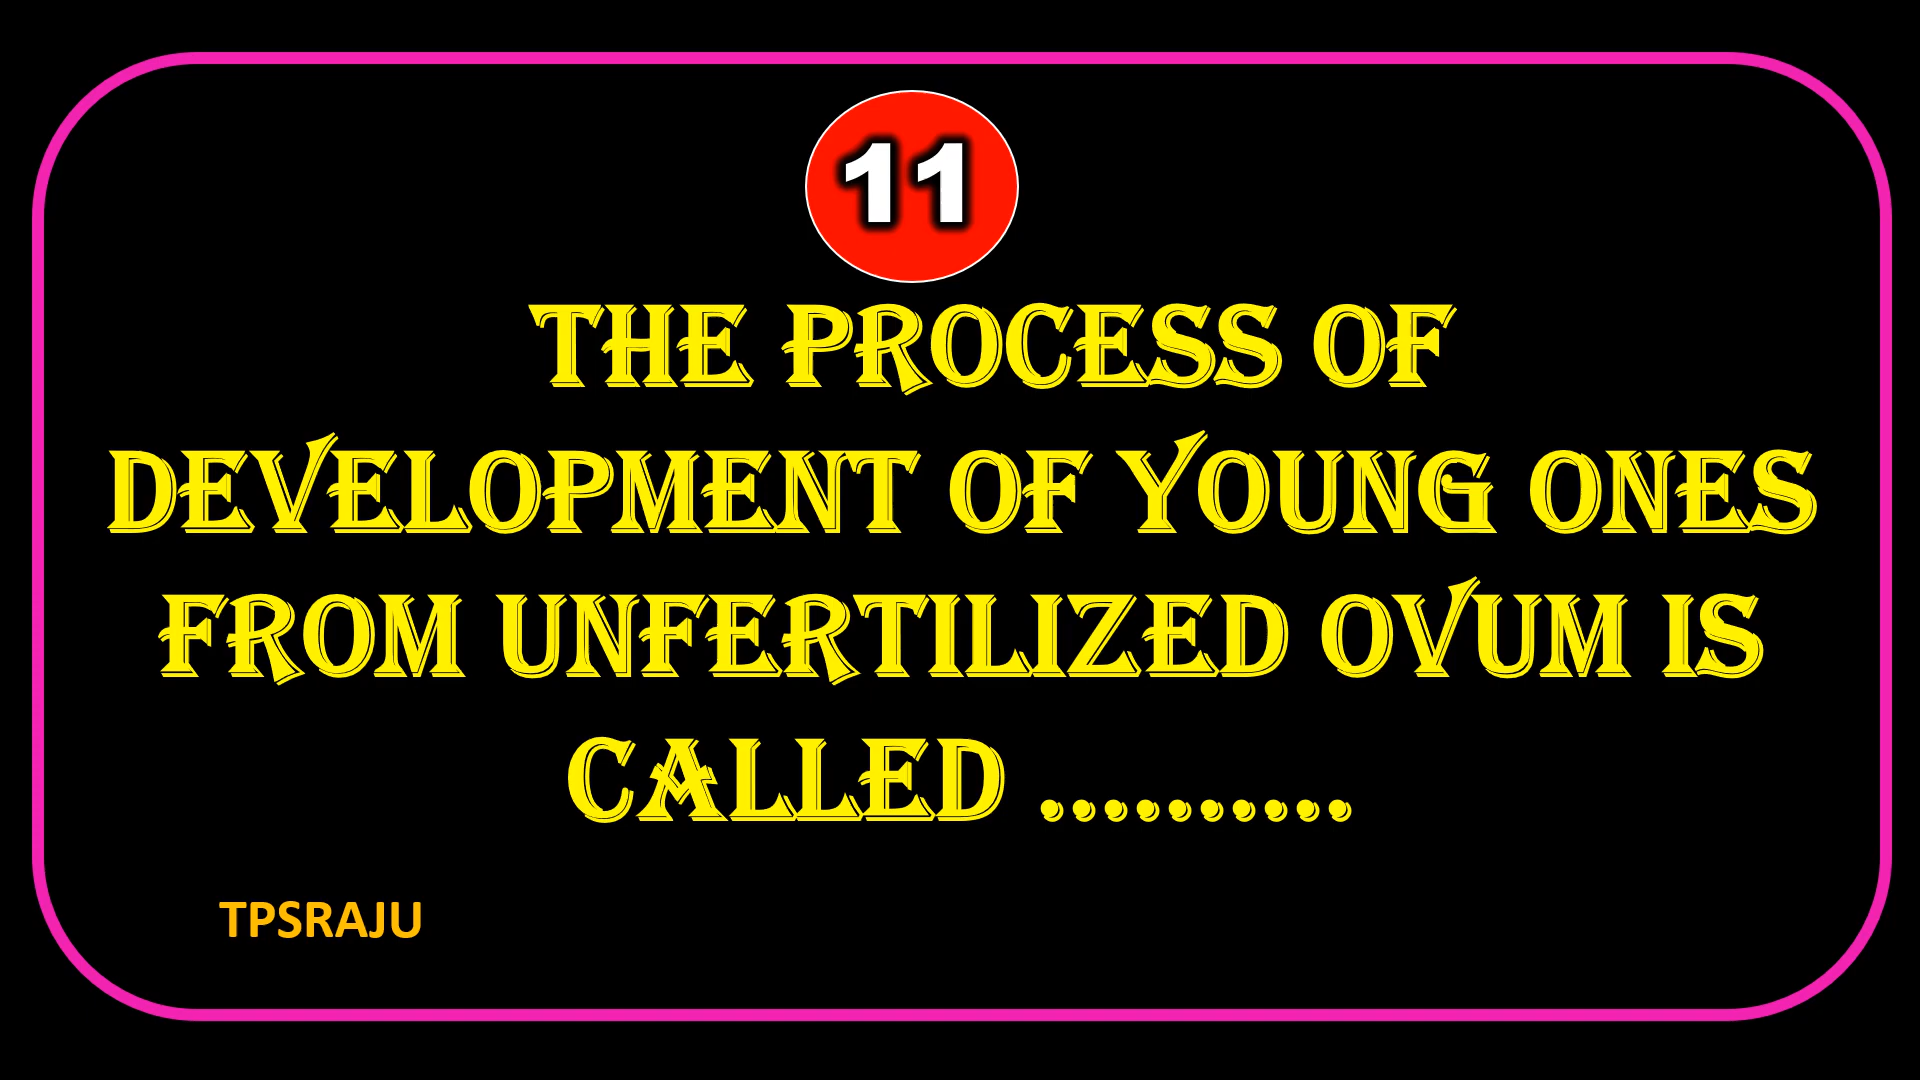 11
THE PROCESS OF
DEVELOPMENT OF YOUNG ONES
FROM UNFERTILIZED OVUM IS
CALLED ..........
TPSRAJU